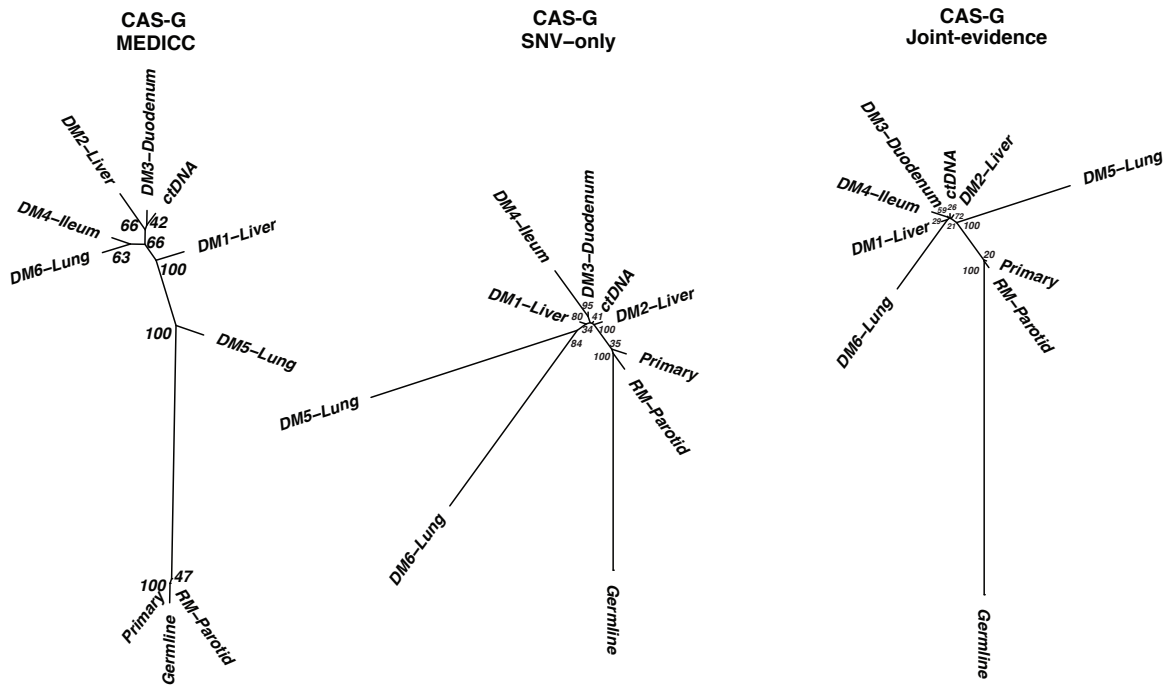 CAS-G
MEDICC
DM3–Duodenum
DM2–Liver
ctDNA
DM4–Ileum
66
42
66
DM1–Liver
DM6–Lung
63
100
100
DM5–Lung
100
47
Primary
RM–Parotid
Germline
CAS-G
SNV–only
DM3–Duodenum
DM4–Ileum
ctDNA
DM1–Liver
95
DM2–Liver
80
41
34
100
84
35
100
Primary
RM–Parotid
DM5–Lung
DM6–Lung
Germline
CAS-G
Joint-evidence
DM3–Duodenum
ctDNA
DM2–Liver
DM5–Lung
DM4–Ileum
59
26
72
DM1–Liver
29
21
100
20
100
Primary
RM–Parotid
DM6–Lung
Germline